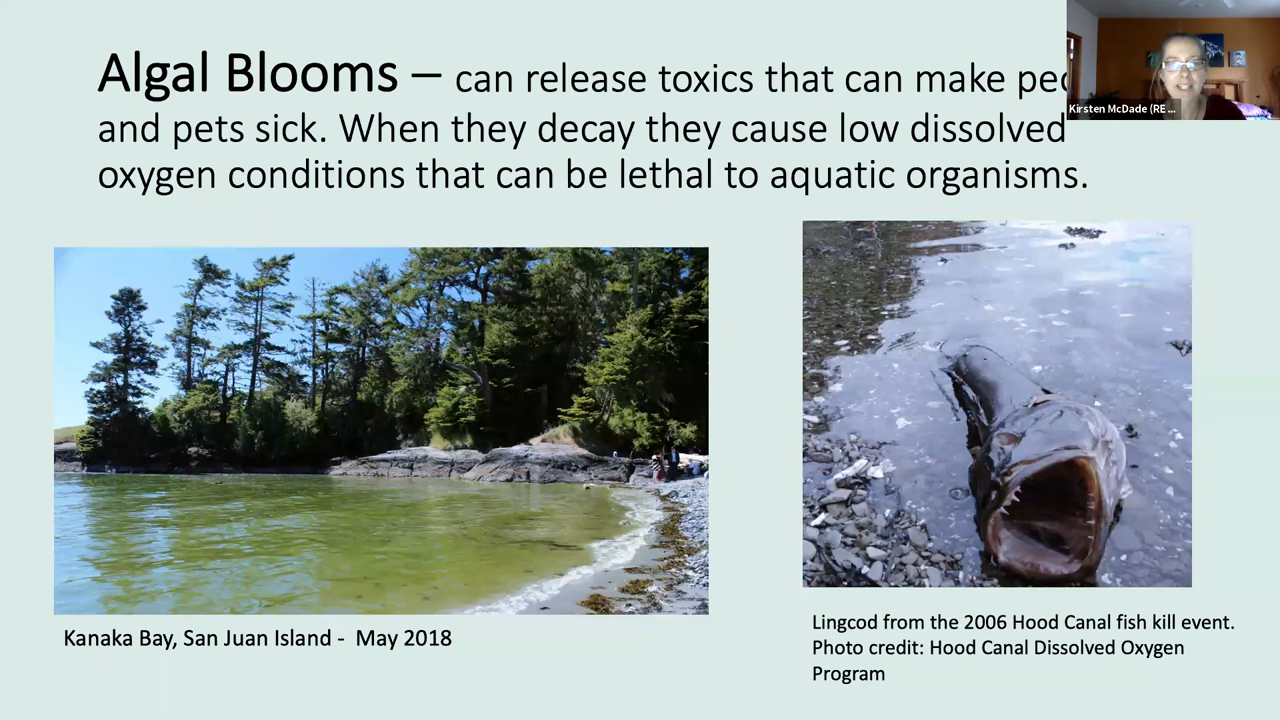 Algal Blooms – can release toxics that can make
and pets sick. When they decay they cause low dissolved
oxygen conditions that can be lethal to aquatic organisms.
Kirsten McDade (RE ...
Kanaka Bay, San Juan Island - May 2018
Lingcod from the 2006 Hood Canal fish kill event.
Photo credit: Hood Canal Dissolved Oxygen
Program